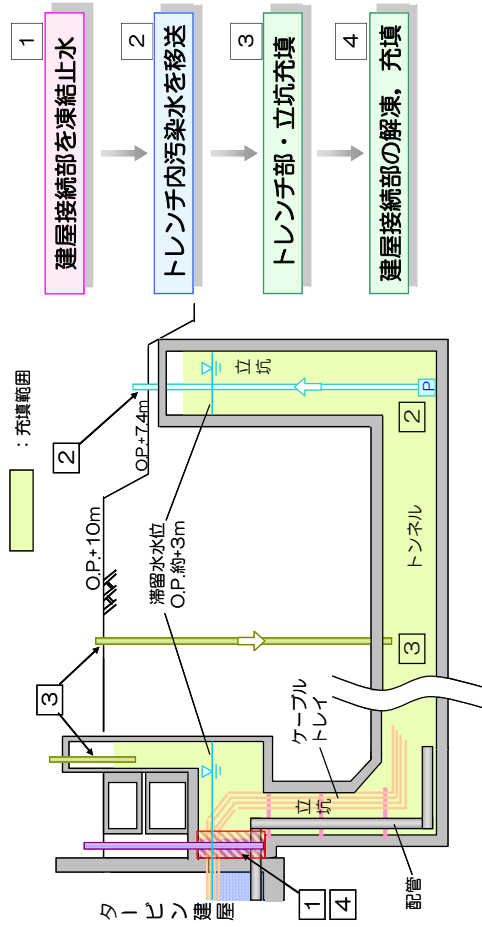 ：充填範囲
O.P.+10m
O.P.+7.4m
滞留水水位
O.P.約+3m
3
2
立坑
P
2
トンネル
3
ケーブル
トレイ
立坑
配管
タービン建屋
1
4
1
建屋接続部を凍結止水
2
トレンチ内汚染水を移送
3
トレンチ部・立坑充填
4
建屋接続部の解凍，充填